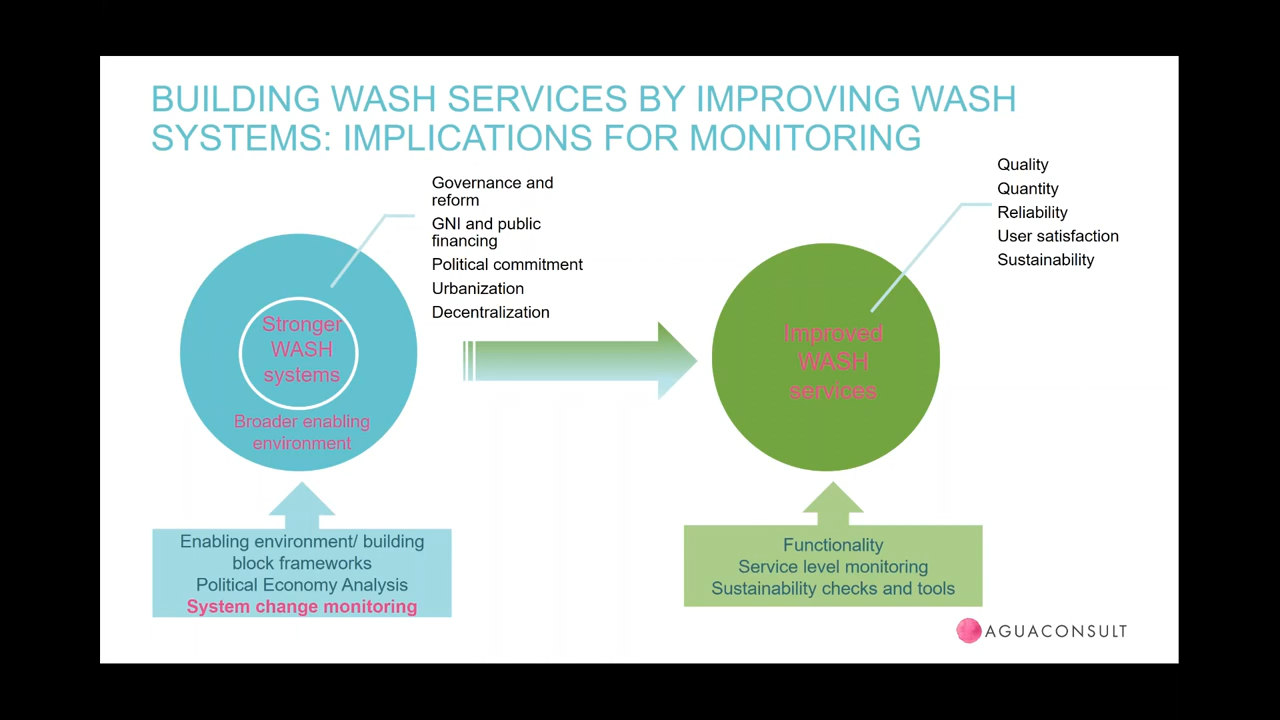 BUILDING WASH SERVICES BY IMPROVING WASH
SYSTEMS: IMPLICATIONS FOR MONITORING
Governance and
reform
GNI and public
financing
Political commitment
Urbanization
Decentralization
Quality
Quantity
Reliability
User satisfaction
Sustainability
Stronger
WASH
systems
Broader enabling
environment
Improved
WASH
services
Enabling environment/ building
block frameworks
Political Economy Analysis
System change monitoring
Functionality
Service level monitoring
Sustainability checks and tools
AGUACONSULT